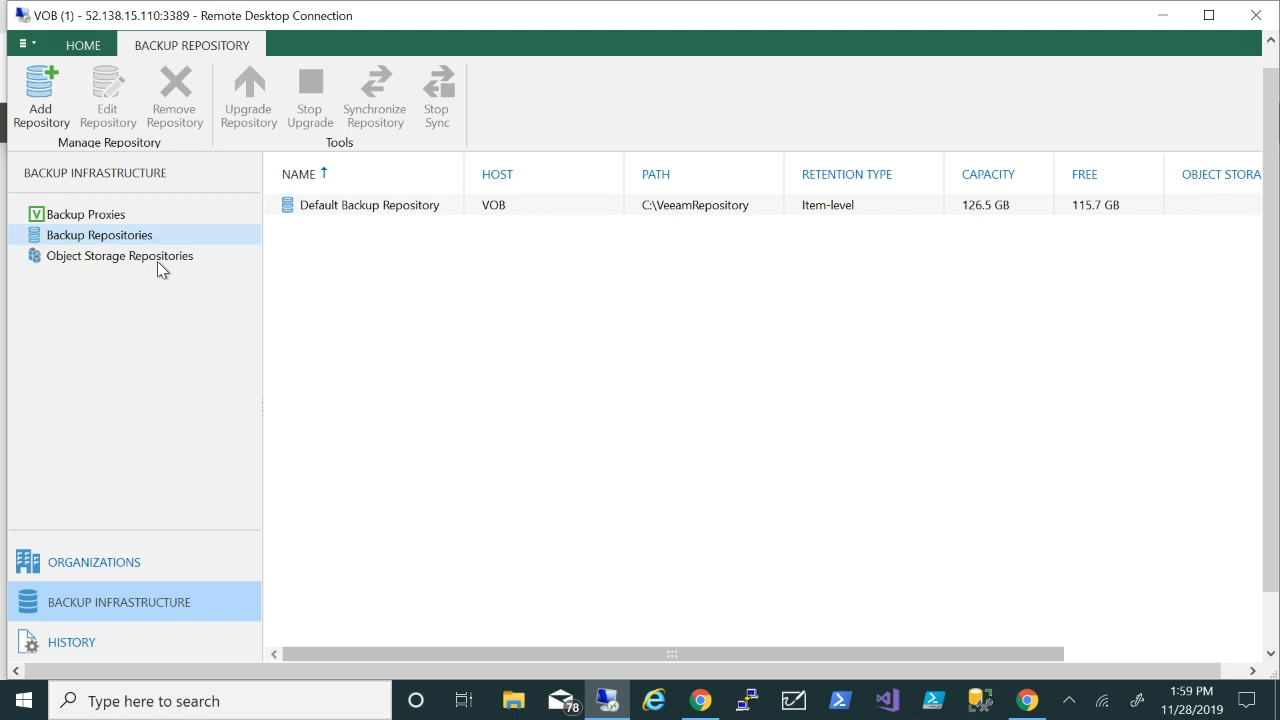 VOB (1) - 52.138.15.110:3389 - Remote Desktop Connection
HOME
BACKUP REPOSITORY
Add Repository
Edit Repository
Remove Repository
Upgrade Repository
Stop Upgrade
Synchronize Repository
Stop Sync
Manage Repository
Tools
BACKUP INFRASTRUCTURE
Backup Proxies
Backup Repositories
Object Storage Repositories
NAME HOST PATH RETENTION TYPE CAPACITY FREE OBJECT STORA
Default Backup Repository VOB C:\VeeamRepository Item-level 126.5 GB 115.7 GB
ORGANIZATIONS
BACKUP INFRASTRUCTURE
HISTORY
Type here to search
78
1:59 PM
11/28/2019